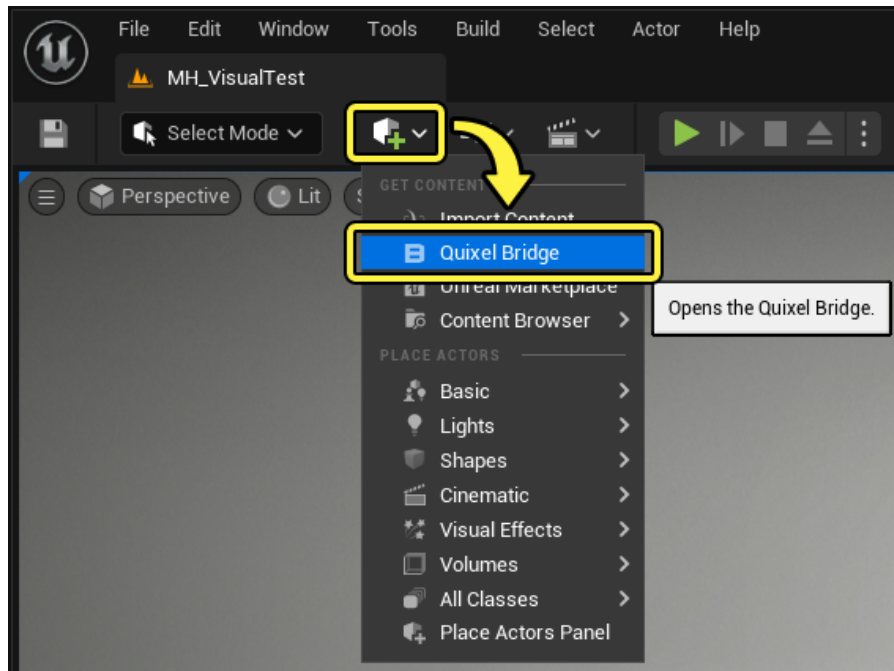 File Edit Window Tools Build Select Actor Help
MH_VisualTest
Select Mode
Perspective Lit
GET CONTENT
Import Content
Quixel Bridge
Unreal Marketplace
Opens the Quixel Bridge.
Content Browser
PLACE ACTORS
Basic
Lights
Shapes
Cinematic
Visual Effects
Volumes
All Classes
Place Actors Panel